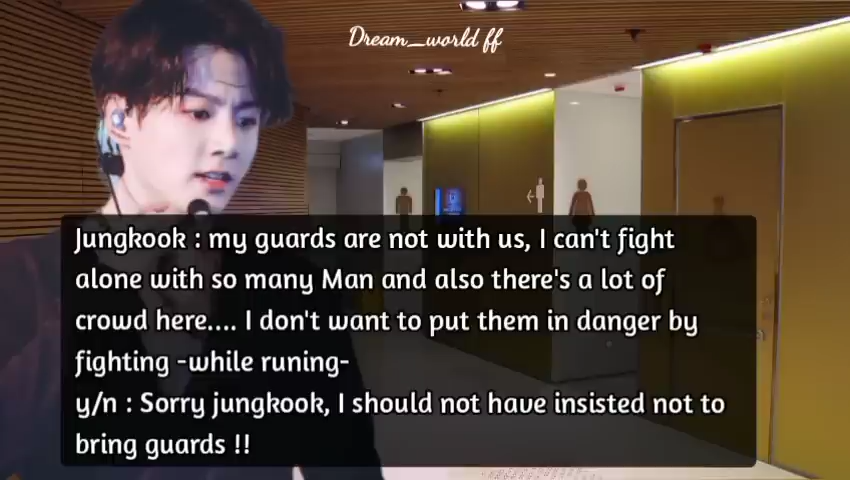 Dream_world ff
Jungkook : my guards are not with us, I can't fight
alone with so many Man and also there's a lot of
crowd here.... I don't want to put them in danger by
fighting -while runing-
y/n : Sorry jungkook, I should not have insisted not to
bring guards !!